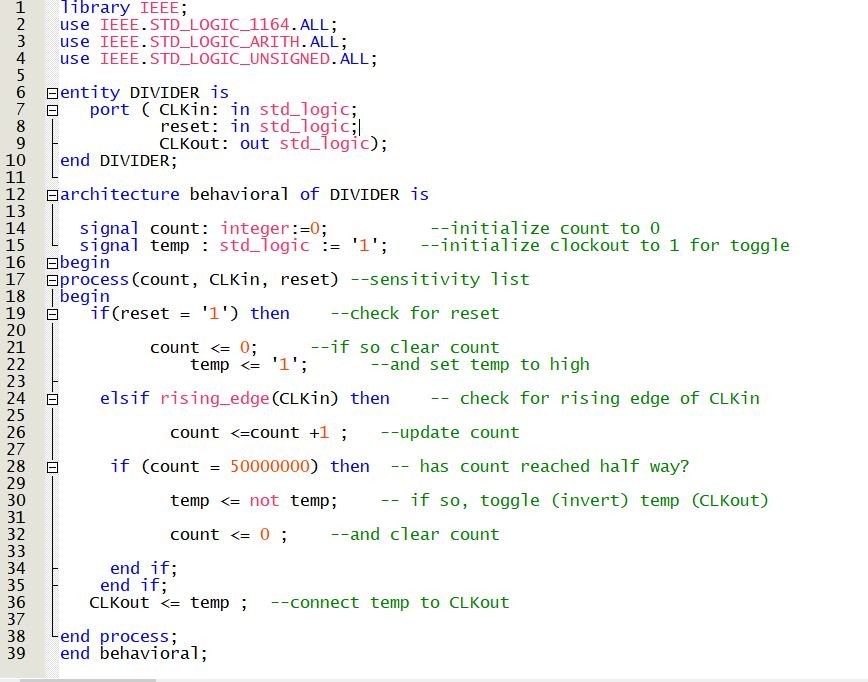 1 library IEEE;
2 use IEEE.STD_LOGIC_1164.ALL;
3 use IEEE.STD_LOGIC_ARITH.ALL;
4 use IEEE.STD_LOGIC_UNSIGNED.ALL;
5
6 entity DIVIDER is
7 port ( CLKin: in std_logic;
8 reset: in std_logic;
9 CLKout: out std_logic);
10 end DIVIDER;
11
12 architecture behavioral of DIVIDER is
13
14 signal count: integer:=0; --initialize count to 0
15 signal temp : std_logic := '1'; --initialize clockout to 1 for toggle
16 begin
17 process(count, CLKin, reset) --sensitivity list
18 begin
19 if(reset = '1') then --check for reset
20
21 count <= 0; --if so clear count
22 temp <= '1'; --and set temp to high
23
24 elsif rising_edge(CLKin) then -- check for rising edge of CLKin
25
26 count <=count +1 ; --update count
27
28 if (count = 50000000) then -- has count reached half way?
29
30 temp <= not temp; -- if so, toggle (invert) temp (CLKout)
31
32 count <= 0 ; --and clear count
33
34 end if;
35 end if;
36 CLKout <= temp ; --connect temp to CLKout
37
38 end process;
39 end behavioral;